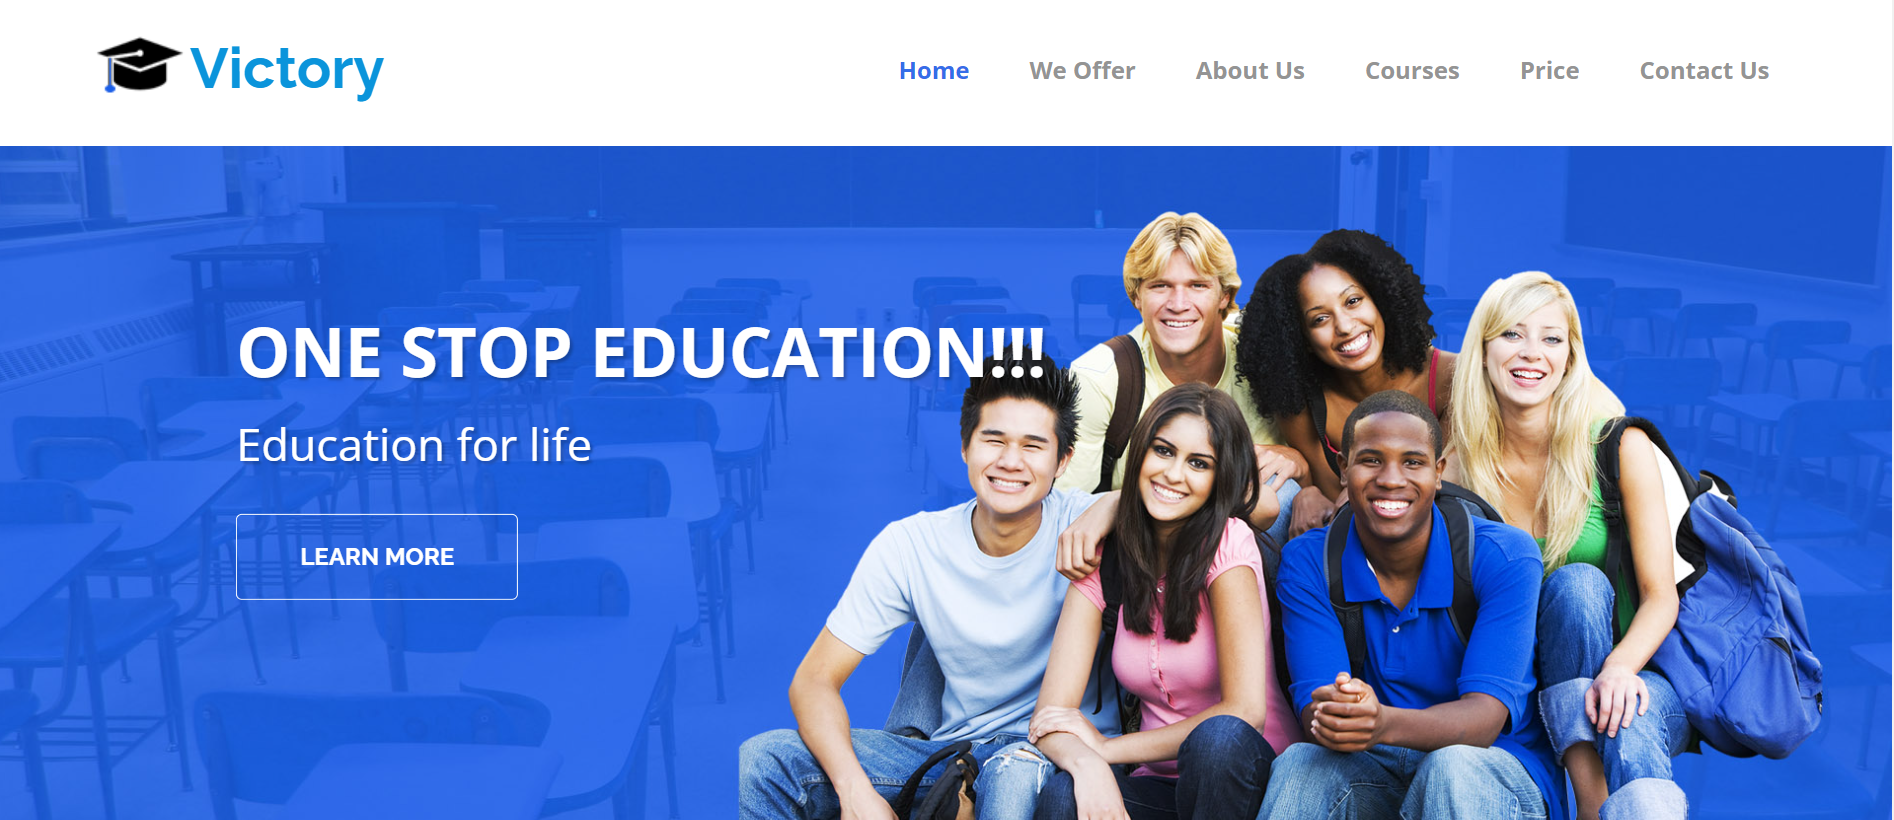 Victory
Home We Offer About Us Courses Price Contact Us
ONE STOP EDUCATION!!!
Education for life
LEARN MORE